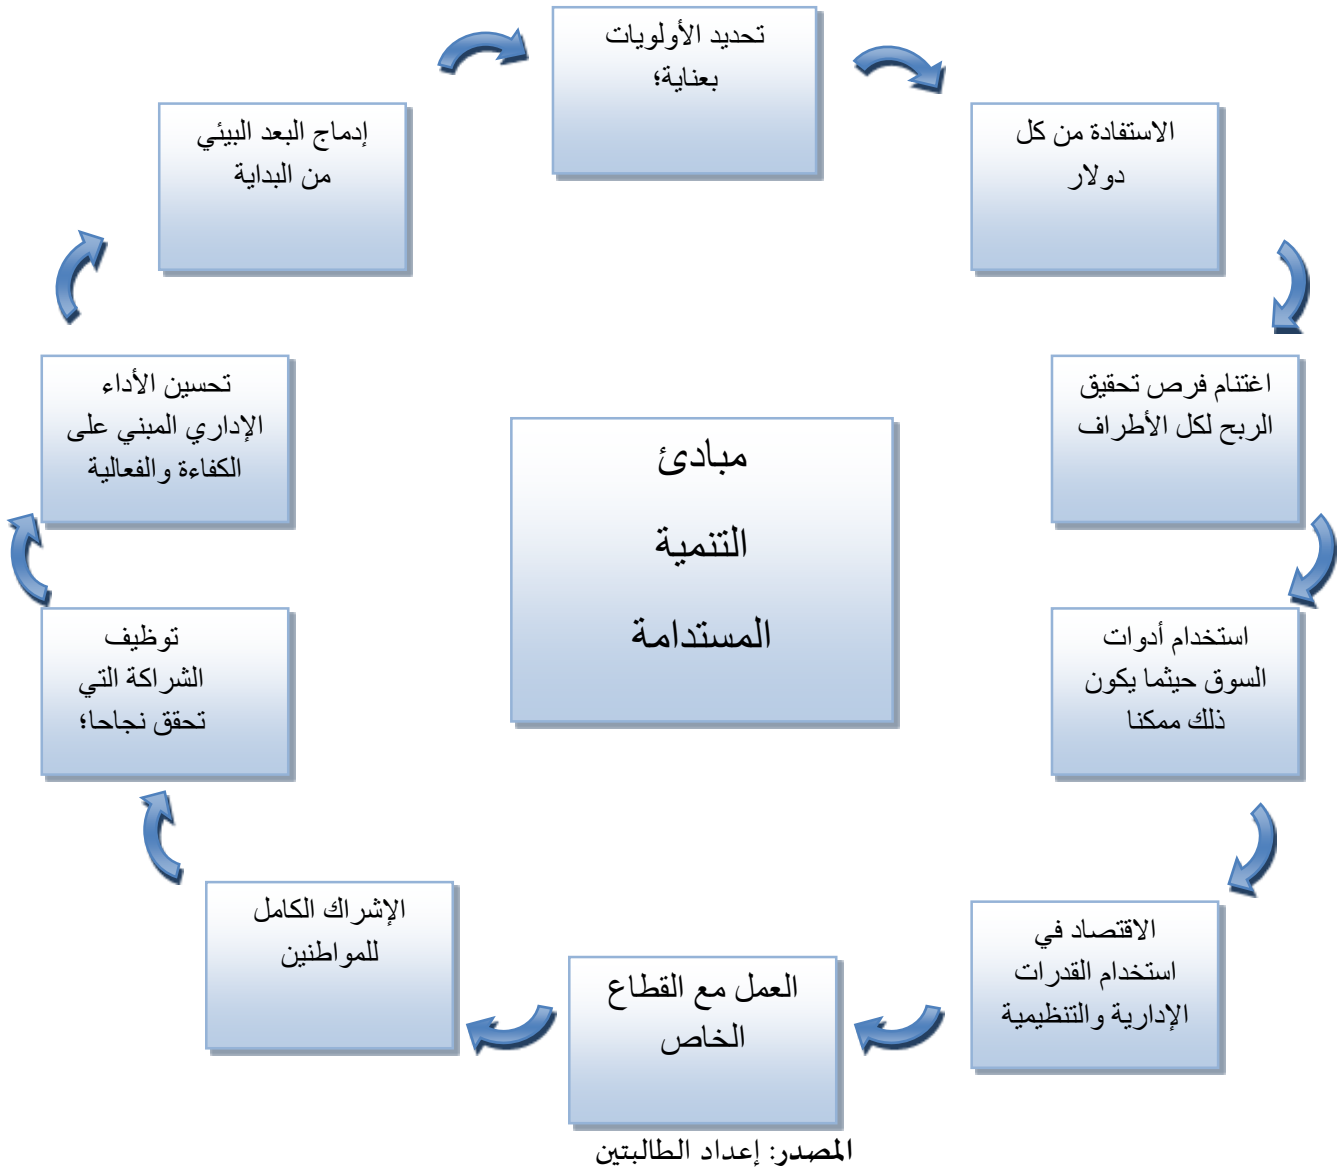 تحديد الأولويات
بعناية؛
الاستفادة من كل
دولار
اغتنام فرص تحقيق
الربح لكل الأطراف
استخدام أدوات
السوق حيثما يكون
ذلك ممكنا
الاقتصاد في
استخدام القدرات
الإدارية والتنظيمية
العمل مع القطاع
الخاص
الإشراك الكامل
للمواطنين
توظيف
الشراكة التي
تحقق نجاحا؛
تحسين الأداء
الإداري المبني على
الكفاءة والفعالية
إدماج البعد البيئي
من البداية
مبادئ
التنمية
المستدامة
المصدر: إعداد الطالبتين